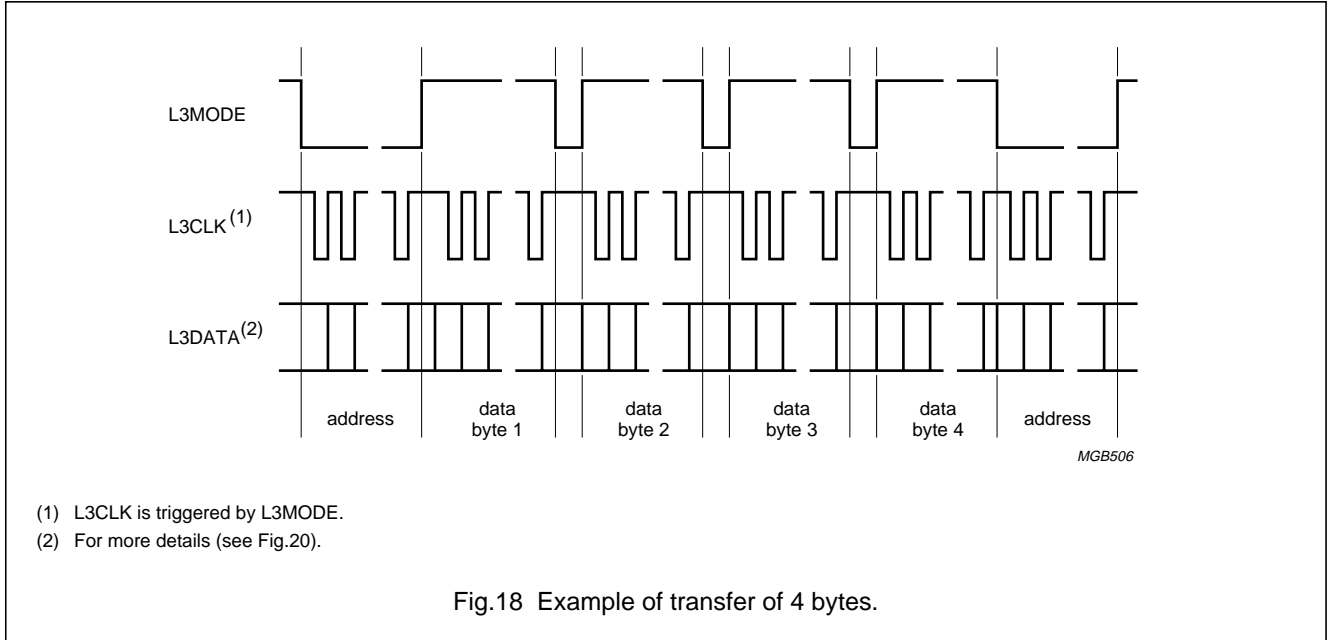 L3MODE
L3CLK(1)
L3DATA(2)
address
data
byte 1
data
byte 2
data
byte 3
data
byte 4
address
MGB506
(1) L3CLK is triggered by L3MODE.
(2) For more details (see Fig.20).
Fig.18 Example of transfer of 4 bytes.